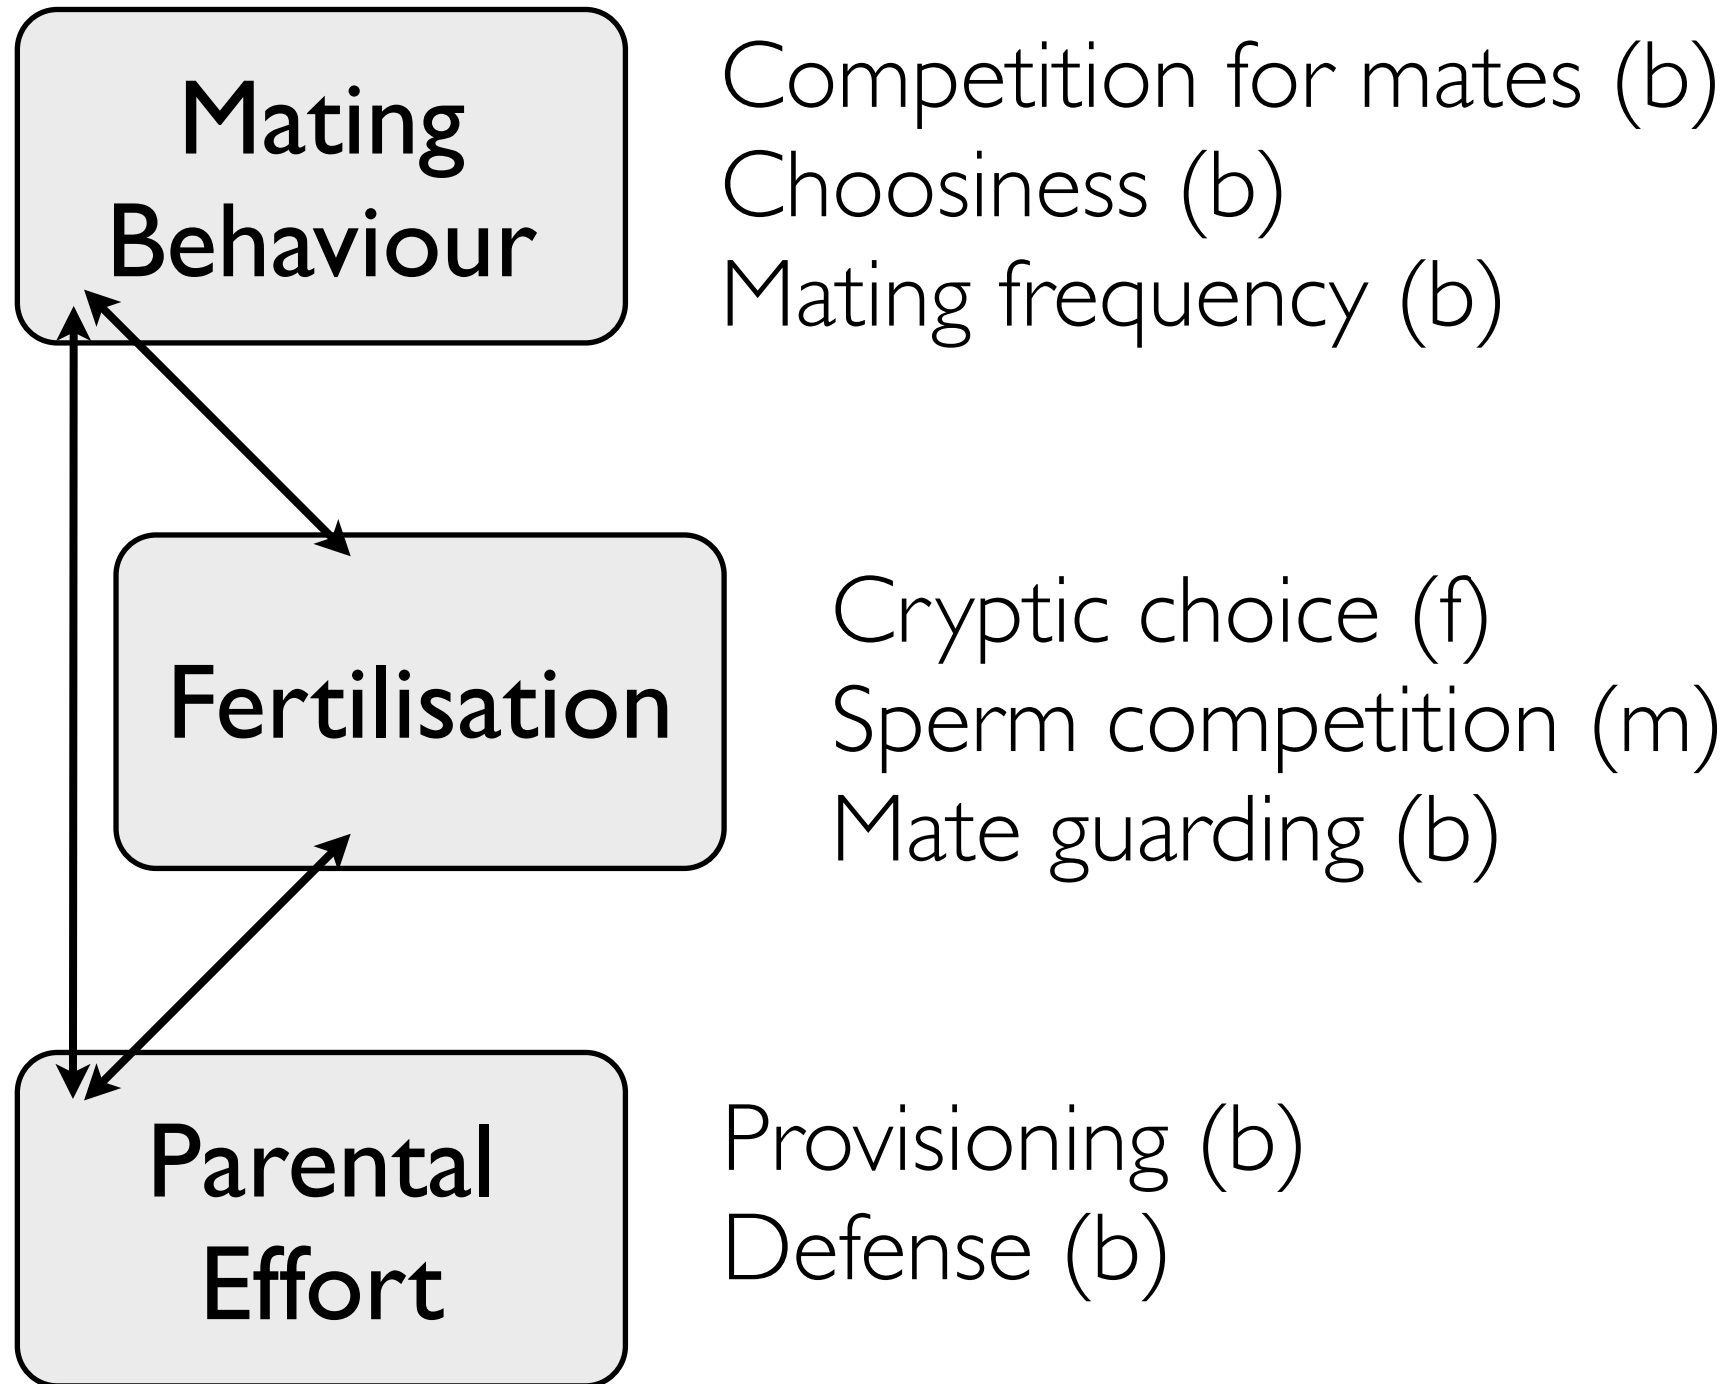 Mating
Behaviour
Competition for mates (b)
Choosiness (b)
Mating frequency (b)
Fertilisation
Cryptic choice (f)
Sperm competition (m)
Mate guarding (b)
Parental
Effort
Provisioning (b)
Defense (b)